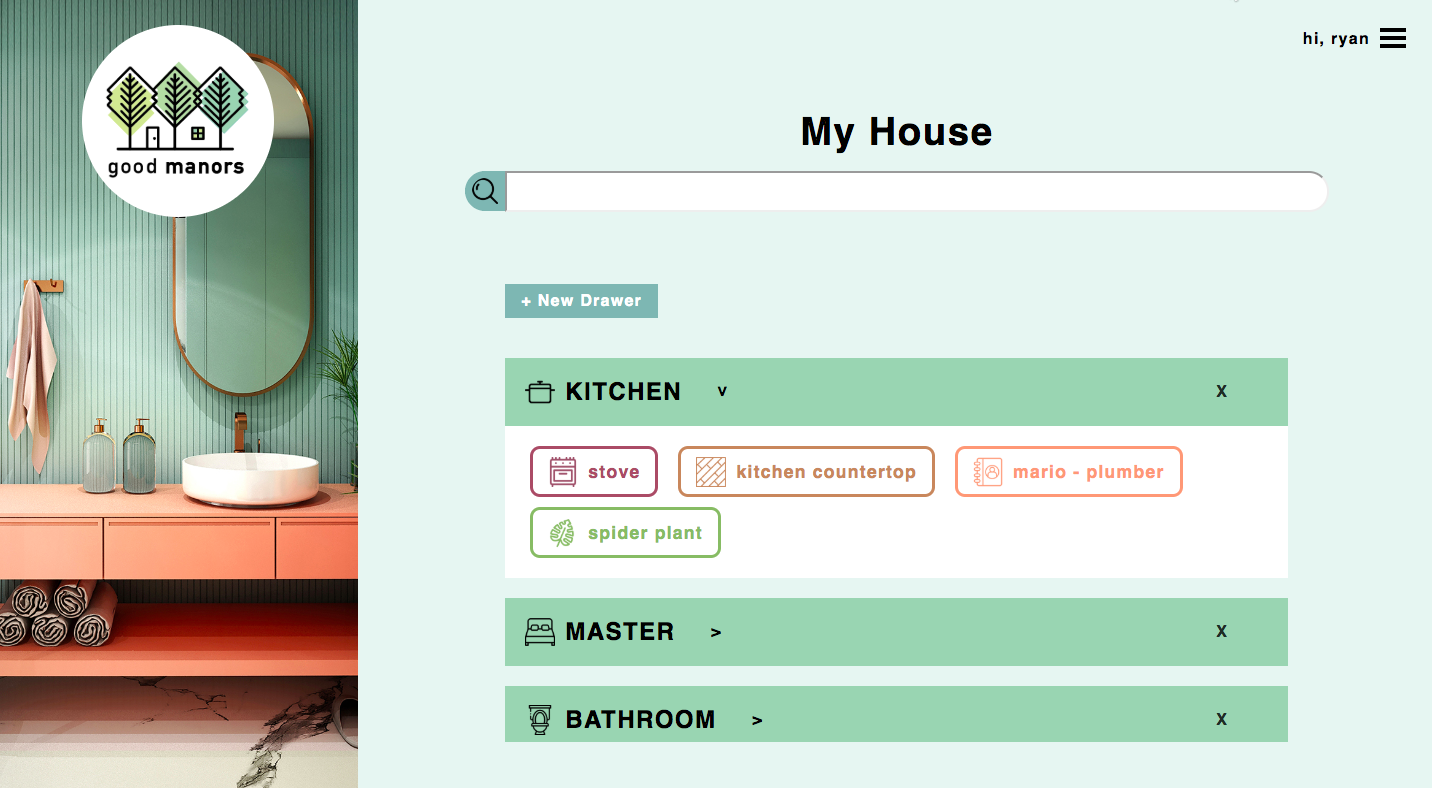 good manors
hi, ryan
My House
+ New Drawer
KITCHEN v X
stove
kitchen countertop
mario - plumber
spider plant
MASTER > X
BATHROOM > X